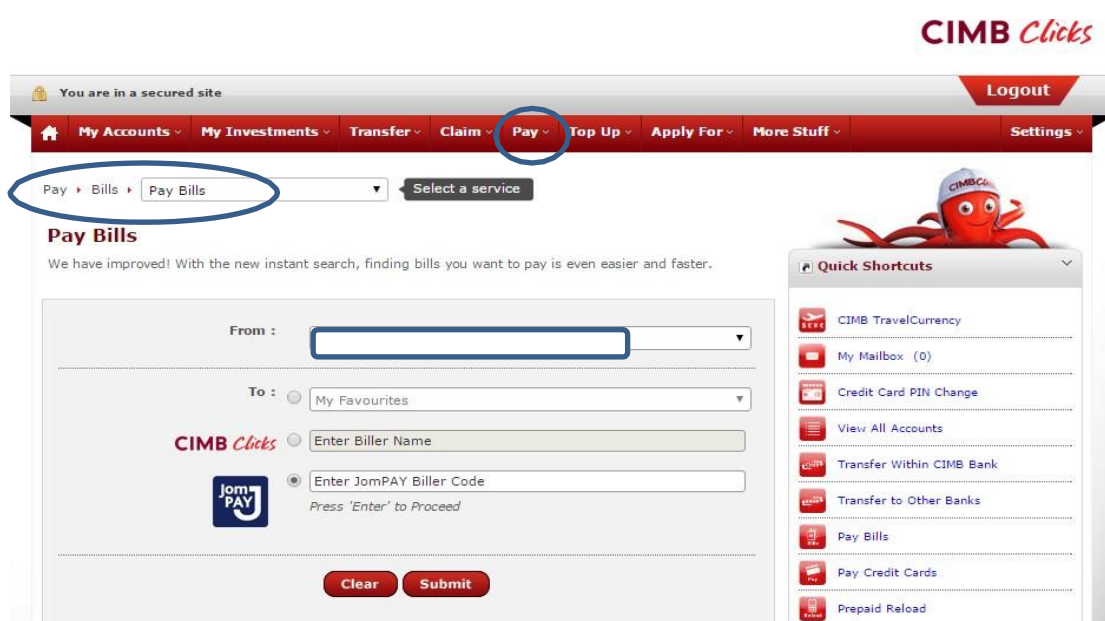 CIMB Clicks
You are in a secured site
Logout
My Accounts My Investments Transfer Claim Pay Top Up Apply For More Stuff Settings
Pay Bills Pay Bills Select a service
CIMBCli
Pay Bills
We have improved! With the new instant search, finding bills you want to pay is even easier and faster.
Quick Shortcuts
From :
CIMB TravelCurrency
My Mailbox (0)
To : My Favourites
Credit Card PIN Change
CIMB Clicks Enter Biller Name
View All Accounts
Transfer Within CIMB Bank
Jom
PAY
Enter JomPAY Biller Code
Press 'Enter' to Proceed
Transfer to Other Banks
Pay Bills
Clear Submit
Pay Credit Cards
Prepaid Reload